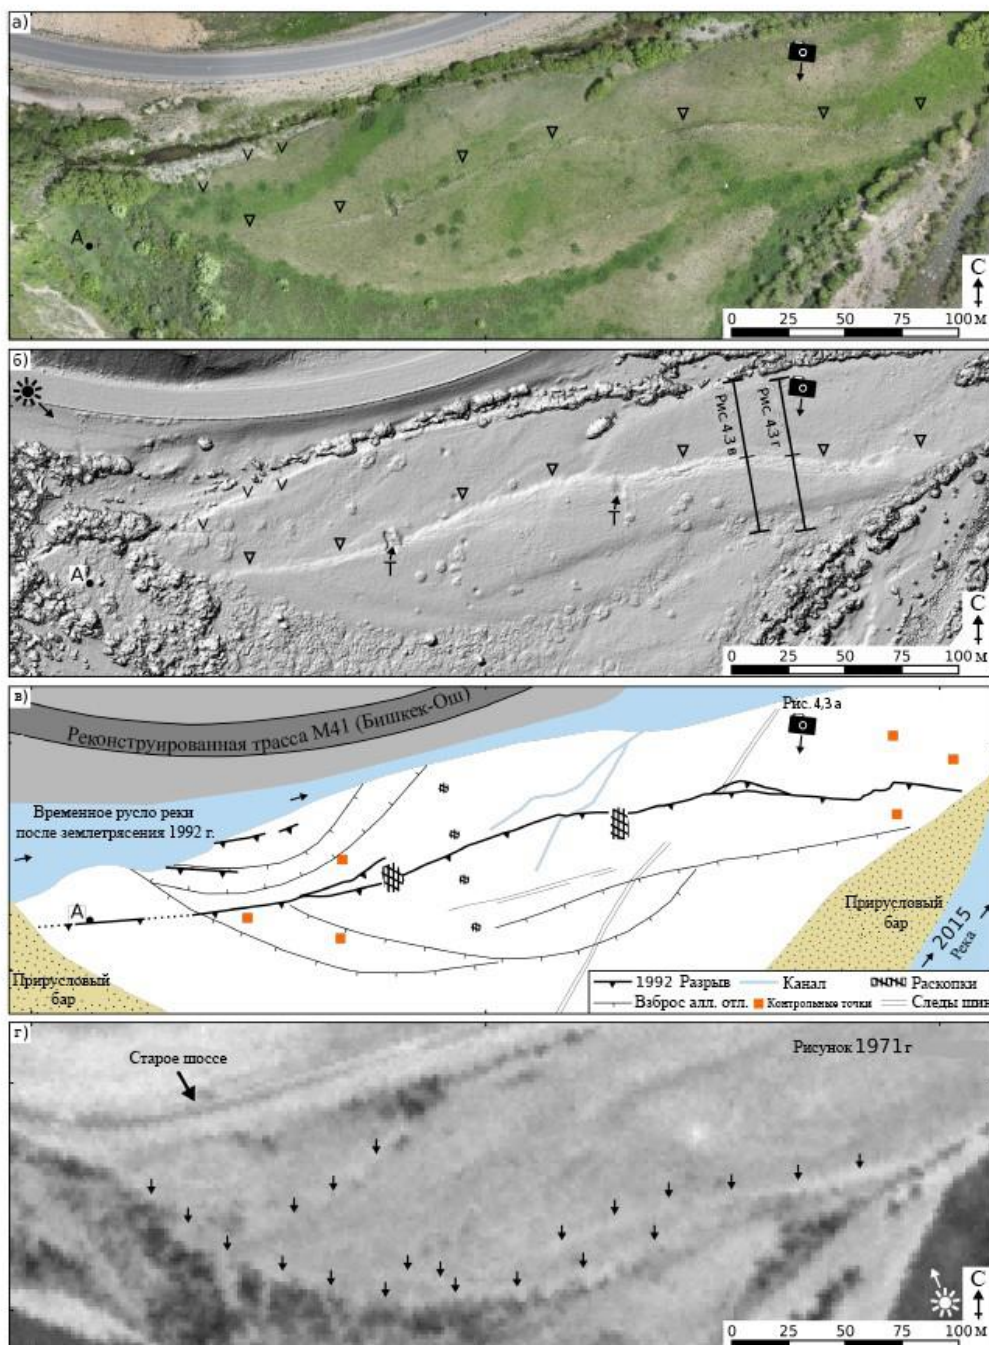 а)
А
С
0 25 50 75 100 м
б)
Рис. 4,3 в
Рис. 4,3 г
Т
Т
А
С
0 25 50 75 100 м
в)
Реконструированная трасса М41 (Бишкек-Ош)
Рис. 4,3 а
Временное русло реки
после землетрясения 1992 г.
А
Прирусловый
бар
Прирусловый
бар
2015
Река
1992 Разрыв
Канал
Раскопки
Взброс алл. отл.
Контрольные точки
Следы шин
г)
Старое шоссе
Рисунок 1971 г
С
0 25 50 75 100 м